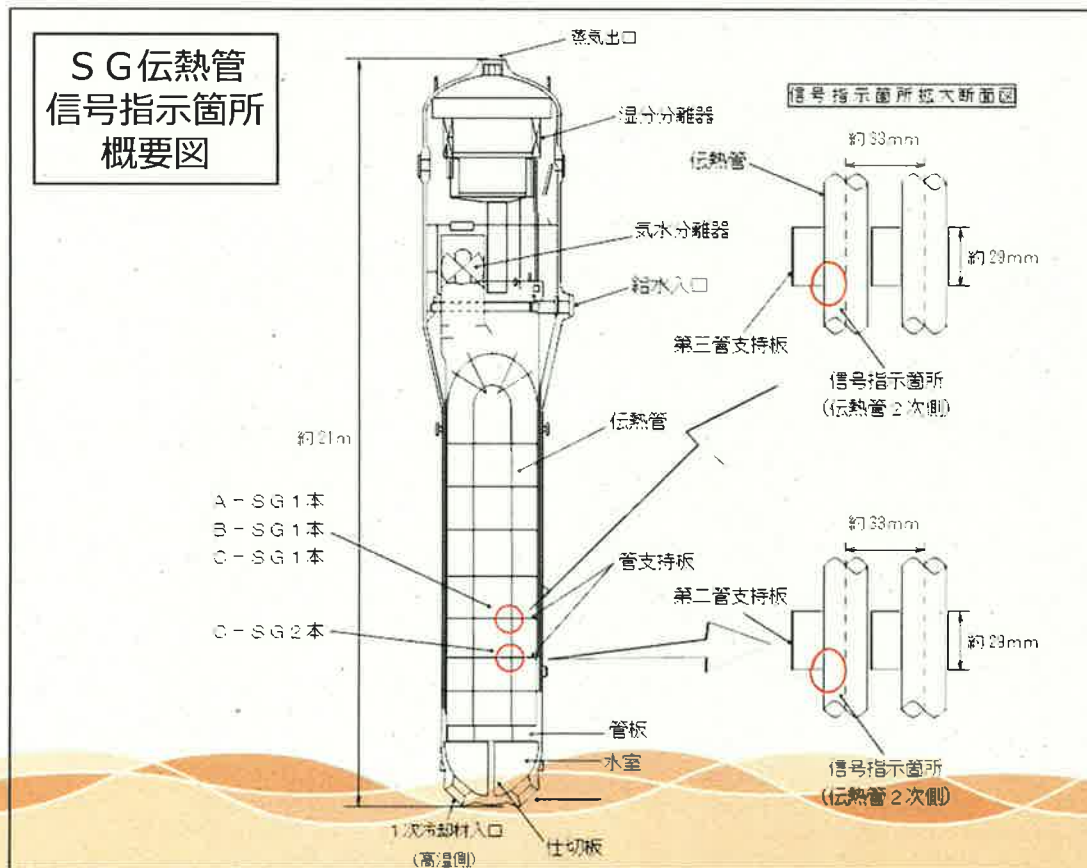 ＳＧ伝熱管
信号指示箇所
概要図
蒸気出口
湿分分離器
気水分離器
給水入口
約21m
伝熱管
A－SG1本
B－SG1本
C－SG1本
C－SG2本
管支持板
管板
水室
1次冷却材入口
(高温側)
仕切板
信号指示箇所拡大断面図
約33mm
伝熱管
約29mm
第三管支持板
信号指示箇所
(伝熱管2次側)
約33mm
第二管支持板
約29mm
信号指示箇所
(伝熱管2次側)